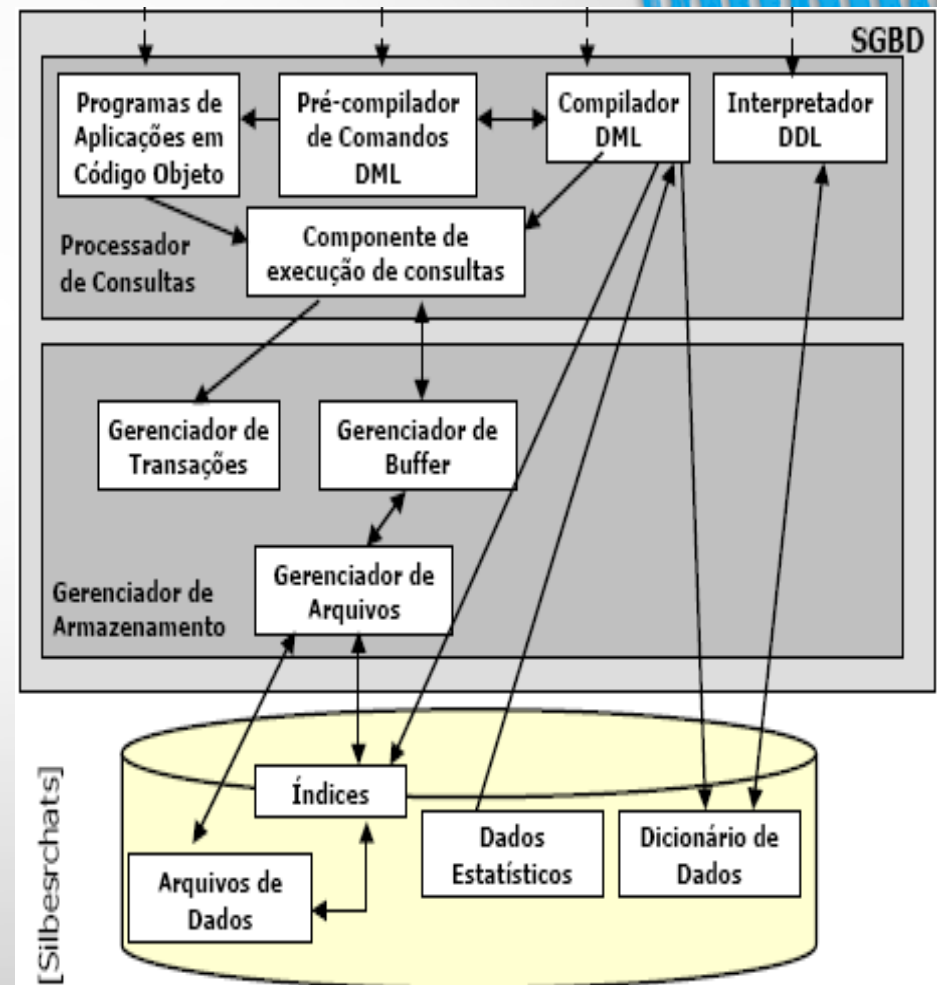 SGBD
Programas de
Aplicações em
Código Objeto
Pré-compilador
de Comandos
DML
Compilador
DML
Interpretador
DDL
Processador
de Consultas
Componente de
execução de consultas
Gerenciador de
Transações
Gerenciador de
Buffer
Gerenciador de
Arquivos
Gerenciador de
Armazenamento
Índices
Dados
Estatísticos
Dicionário de
Dados
Arquivos de
Dados
[Silbesrchats]